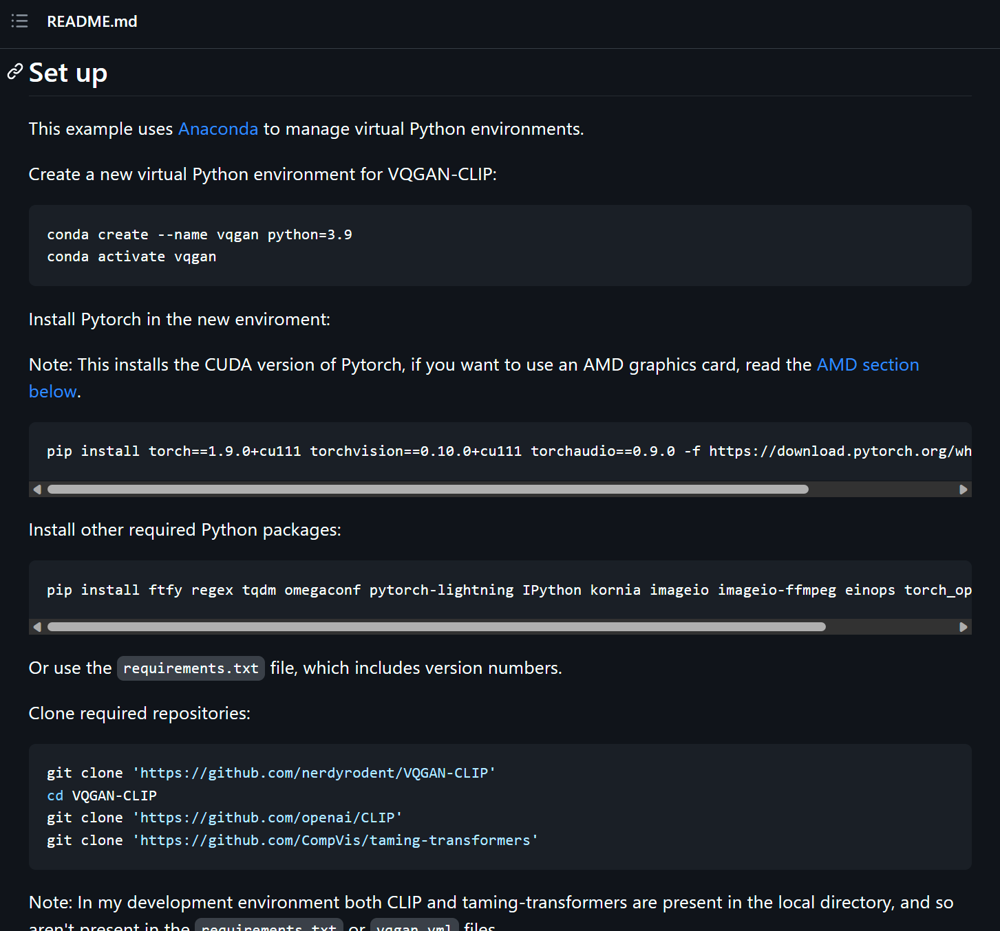 README.md
Set up
This example uses Anaconda to manage virtual Python environments.
Create a new virtual Python environment for VQGAN-CLIP:
conda create --name vqgan python=3.9
conda activate vqgan
Install Pytorch in the new enviroment:
Note: This installs the CUDA version of Pytorch, if you want to use an AMD graphics card, read the AMD section
below.
pip install torch==1.9.0+cu111 torchvision==0.10.0+cu111 torchaudio==0.9.0 -f https://download.pytorch.org/wh
Install other required Python packages:
pip install ftfy regex tqdm omegaconf pytorch-lightning IPython kornia imageio imageio-ffmpeg einops torch_op
Or use the requirements.txt file, which includes version numbers.
Clone required repositories:
git clone 'https://github.com/nerdyrodent/VQGAN-CLIP'
cd VQGAN-CLIP
git clone 'https://github.com/openai/CLIP'
git clone 'https://github.com/CompVis/taming-transformers'
Note: In my development environment both CLIP and taming-transformers are present in the local directory, and so
aren't present in the requirements.txt or vqgan.yml files.